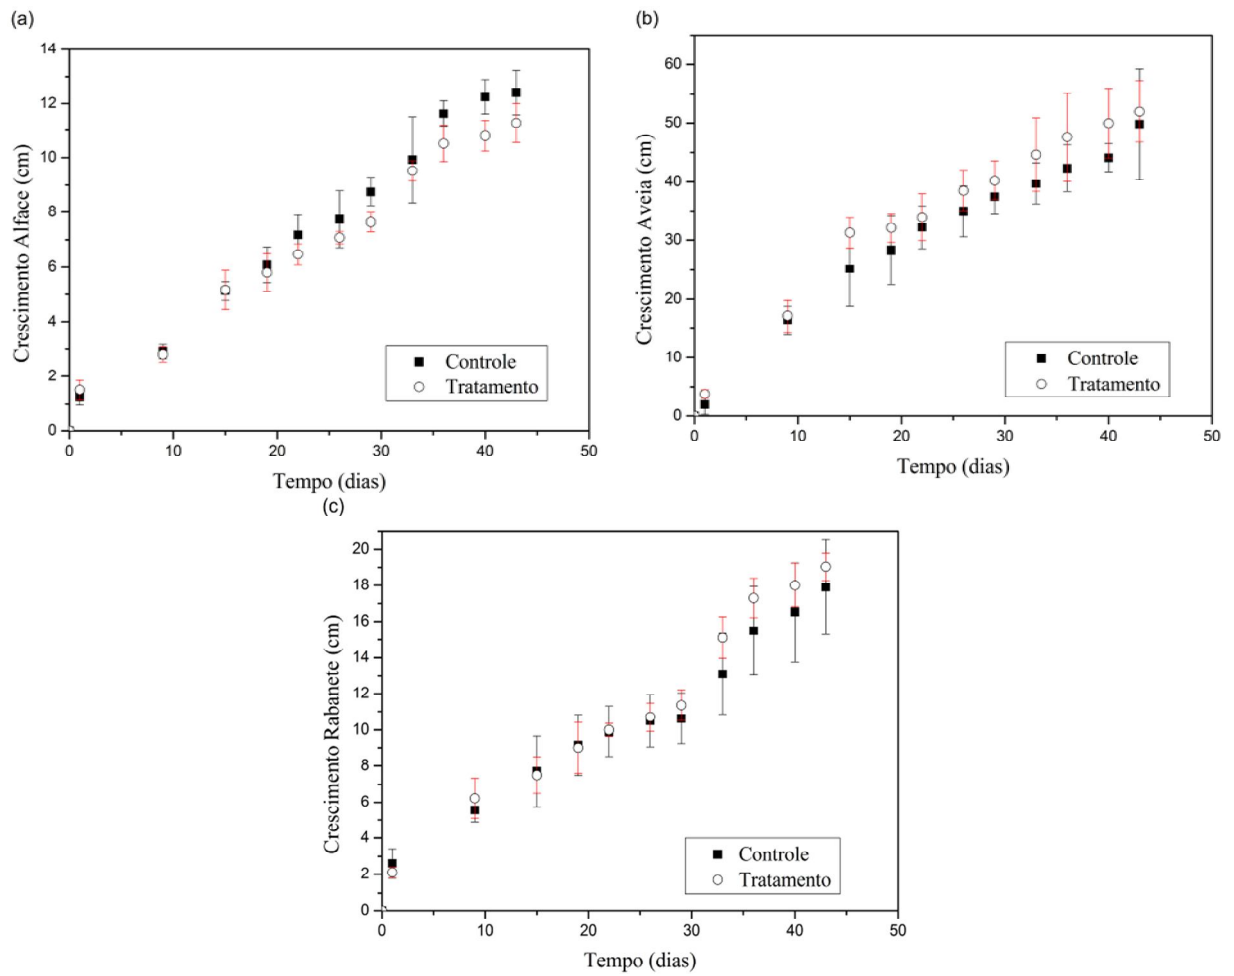 (a)
14
12
10
8
6
4
2
0
Crescimento Alface (cm)
Controle
Tratamento
0 10 20 30 40 50
Tempo (dias)
(b)
60
50
40
30
20
10
0
Crescimento Aveia (cm)
Controle
Tratamento
0 10 20 30 40 50
Tempo (dias)
(c)
20
18
16
14
12
10
8
6
4
2
0
Crescimento Rabanete (cm)
Controle
Tratamento
0 10 20 30 40 50
Tempo (dias)